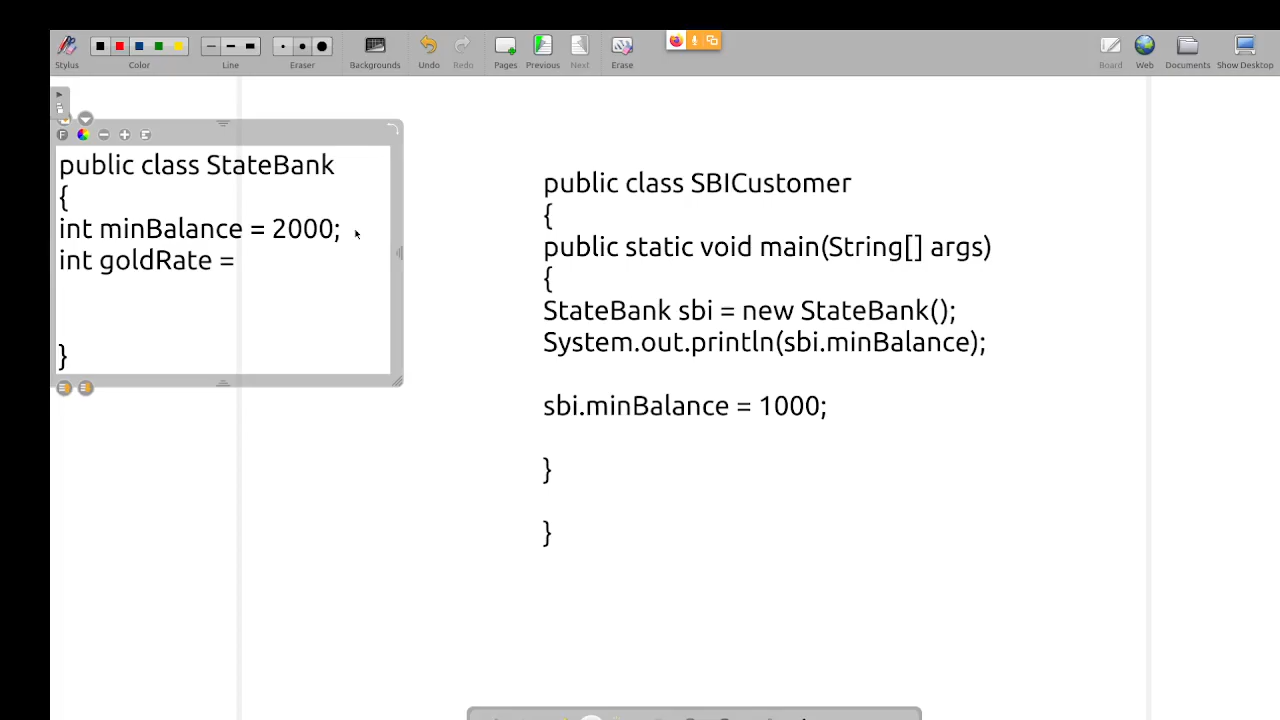 Stylus
Color
Line
Eraser
Backgrounds
Undo
Redo
Pages
Previous
Next
Erase
Board
Web
Documents
Show Desktop
F
public class StateBank
{
int minBalance = 2000;
int goldRate =
}
public class SBICustomer
{
public static void main(String[] args)
{
StateBank sbi = new StateBank();
System.out.println(sbi.minBalance);
sbi.minBalance = 1000;
}
}